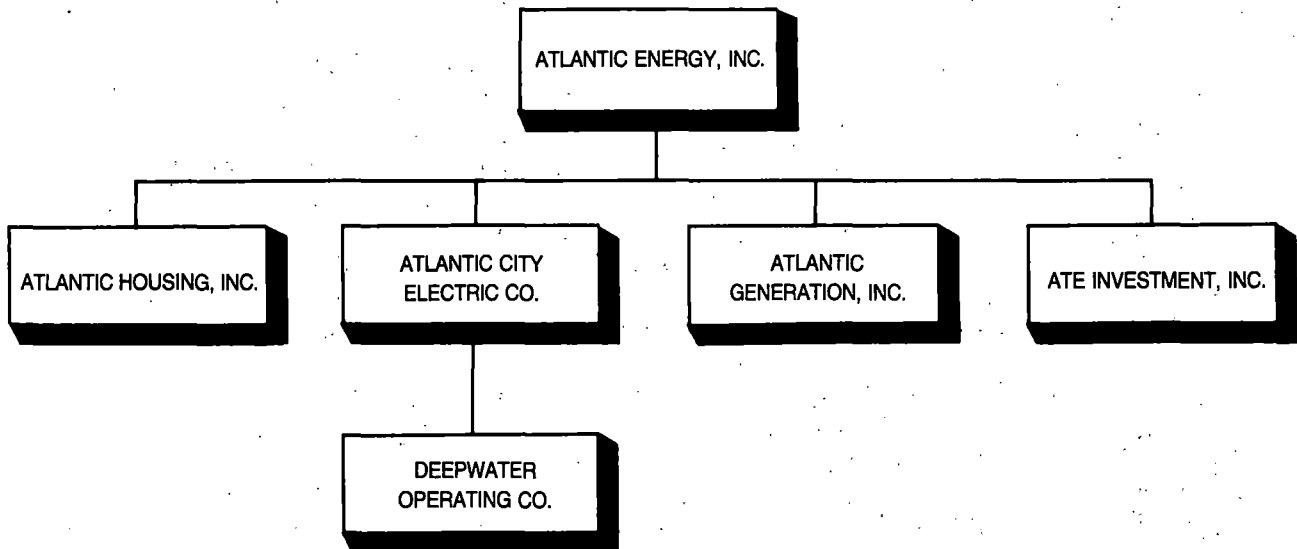 ATLANTIC ENERGY, INC.
ATLANTIC HOUSING, INC.
ATLANTIC CITY
ELECTRIC CO.
ATLANTIC
GENERATION, INC.
ATE INVESTMENT, INC.
DEEPWATER
OPERATING CO.